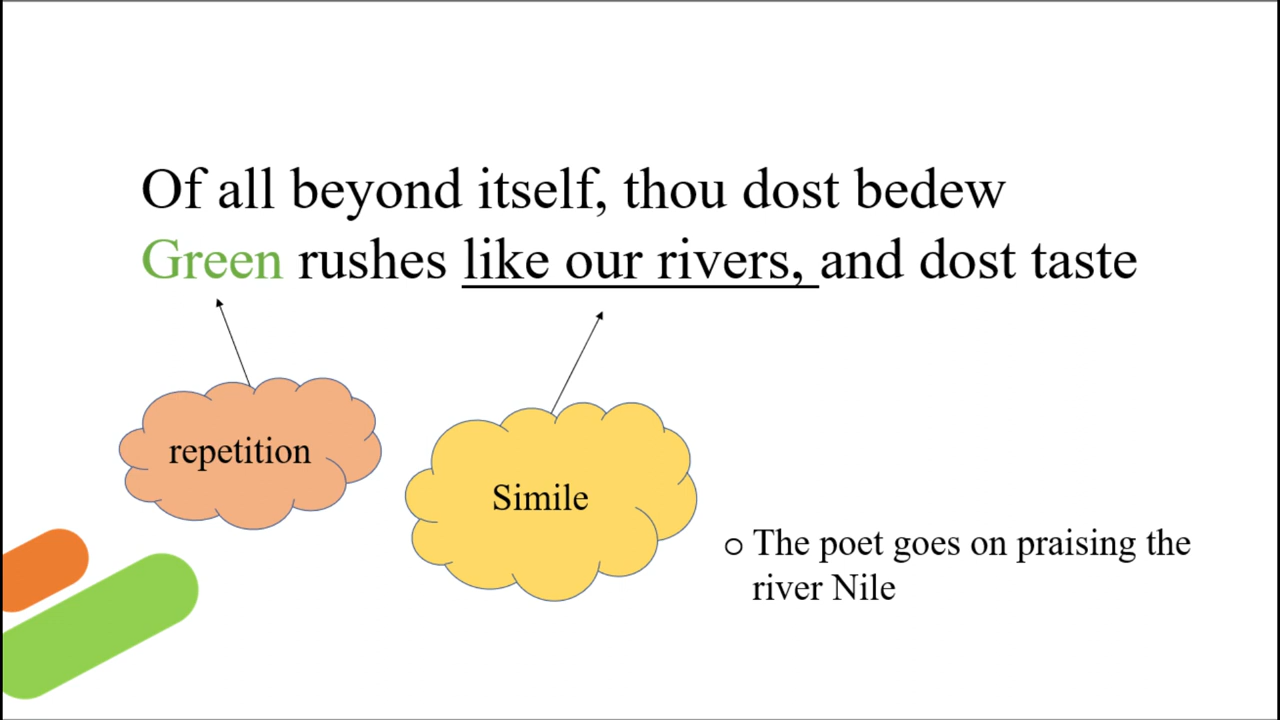 Of all beyond itself, thou dost bedew
Green rushes like our rivers, and dost taste
repetition
Simile
The poet goes on praising the
river Nile